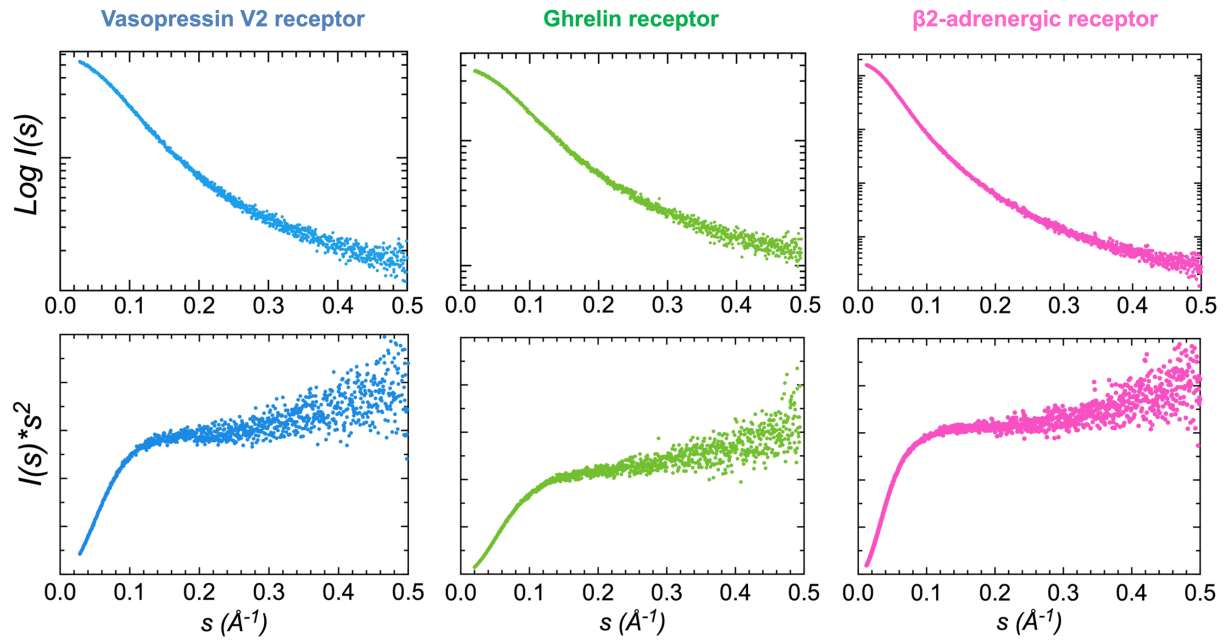 Vasopressin V2 receptor
Ghrelin receptor
β2-adrenergic receptor
Log I(s)
0.0 0.1 0.2 0.3 0.4 0.5
0.0 0.1 0.2 0.3 0.4 0.5
0.0 0.1 0.2 0.3 0.4 0.5
I(s)*s²
0.0 0.1 0.2 0.3 0.4 0.5
0.0 0.1 0.2 0.3 0.4 0.5
0.0 0.1 0.2 0.3 0.4 0.5
s (Å⁻¹)
s (Å⁻¹)
s (Å⁻¹)